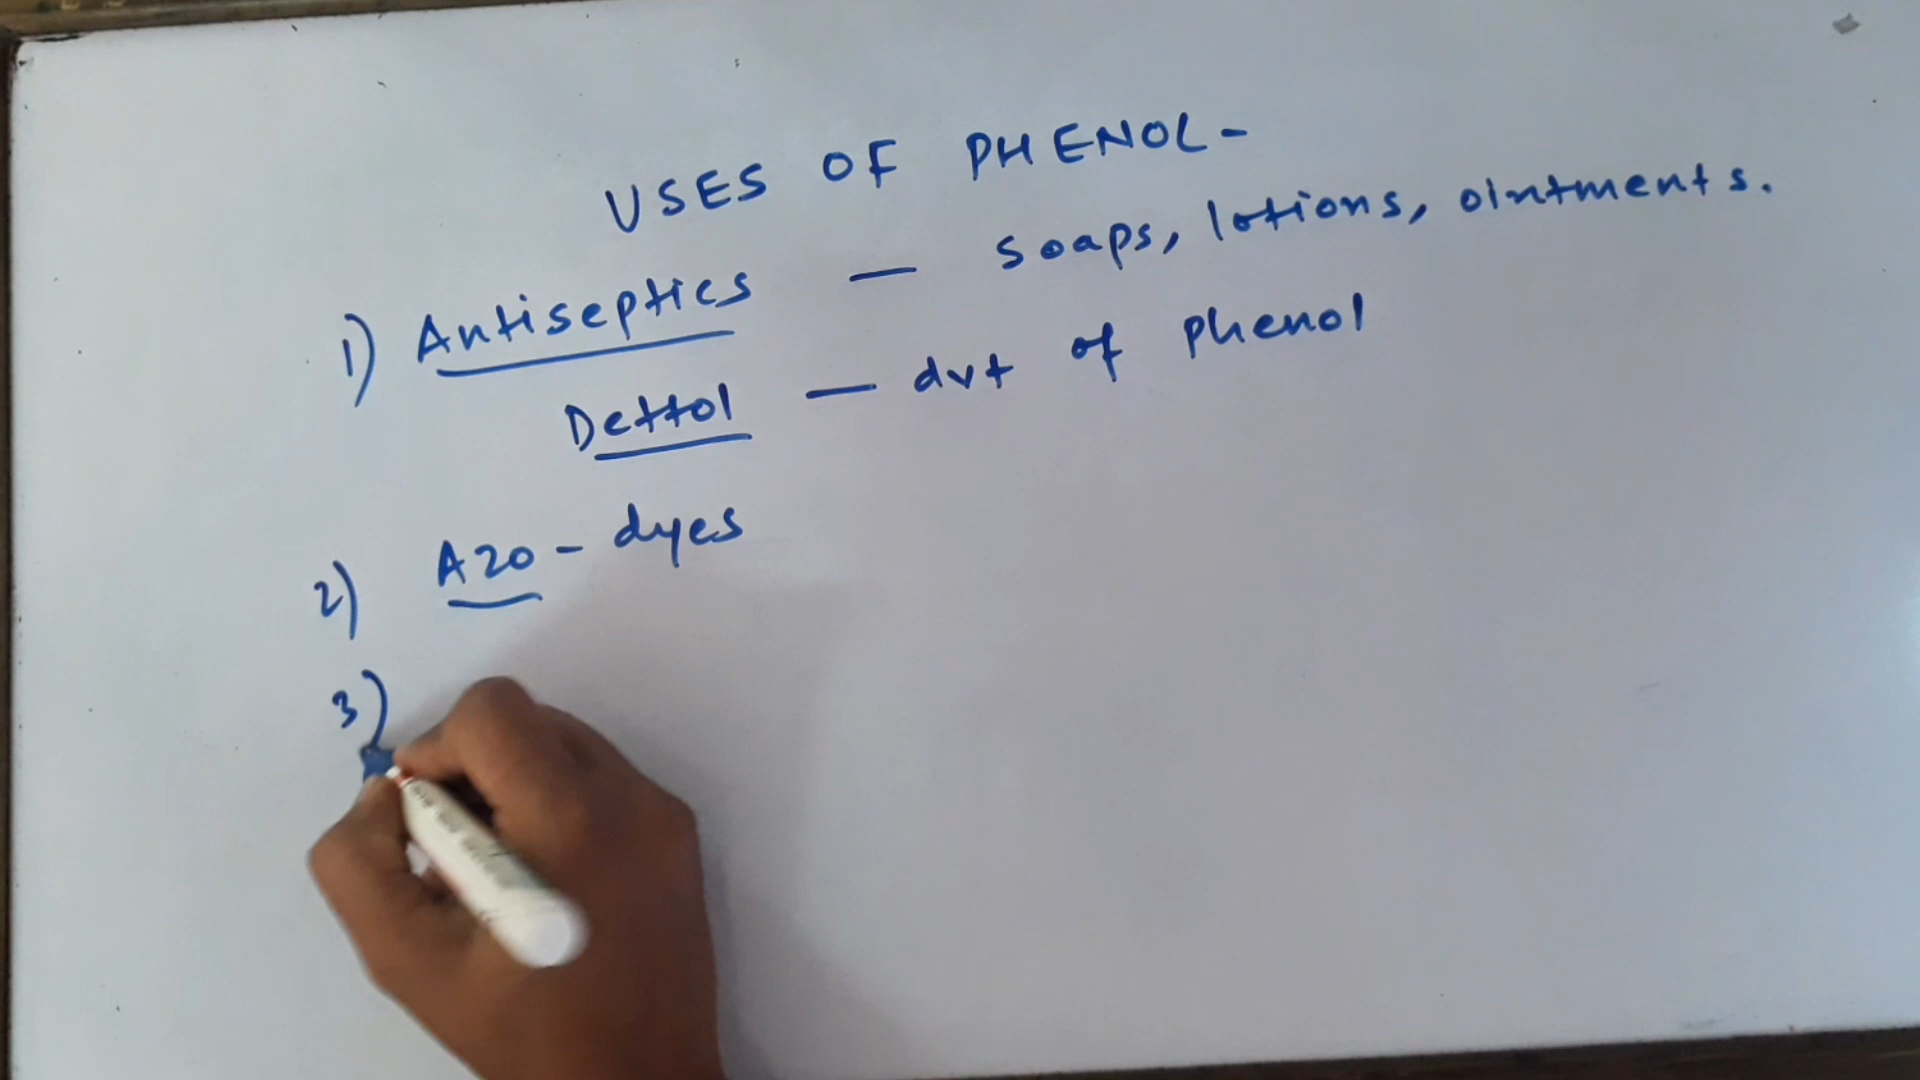 USES OF PHENOL-
1) Antiseptics — soaps, lotions, ointments.
Dettol — dvt of phenol
2) Azo - dyes
3)